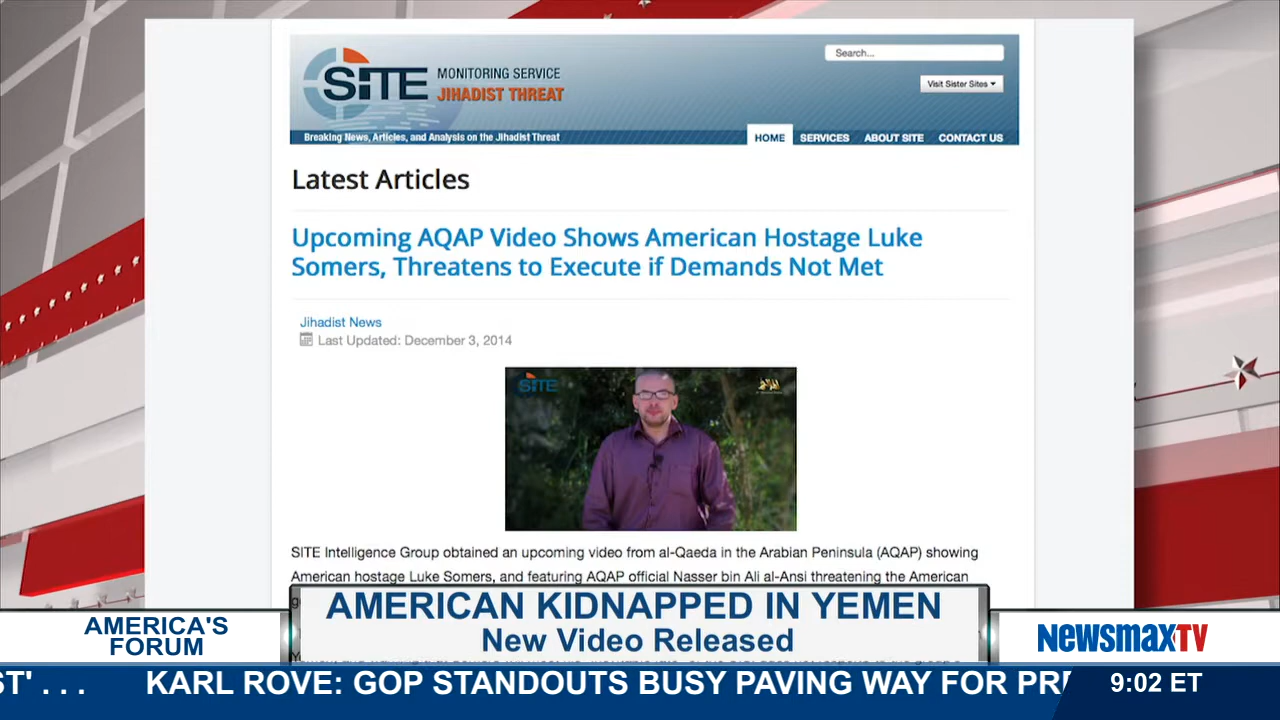 SITE
MONITORING SERVICE
JIHADIST THREAT
Search...
Visit Sister Sites
Breaking News, Articles, and Analysis on the Jihadist Threat
HOME SERVICES ABOUT SITE CONTACT US
Latest Articles
Upcoming AQAP Video Shows American Hostage Luke
Somers, Threatens to Execute if Demands Not Met
Jihadist News
Last Updated: December 3, 2014
SITE
SITE Intelligence Group obtained an upcoming video from al-Qaeda in the Arabian Peninsula (AQAP) showing
American hostage Luke Somers, and featuring AQAP official Nasser bin Ali al-Ansi threatening the American
AMERICAN KIDNAPPED IN YEMEN
New Video Released
AMERICA'S
FORUM
NEWSMAXTV
ST' . . . KARL ROVE: GOP STANDOUTS BUSY PAVING WAY FOR PR
9:02 ET